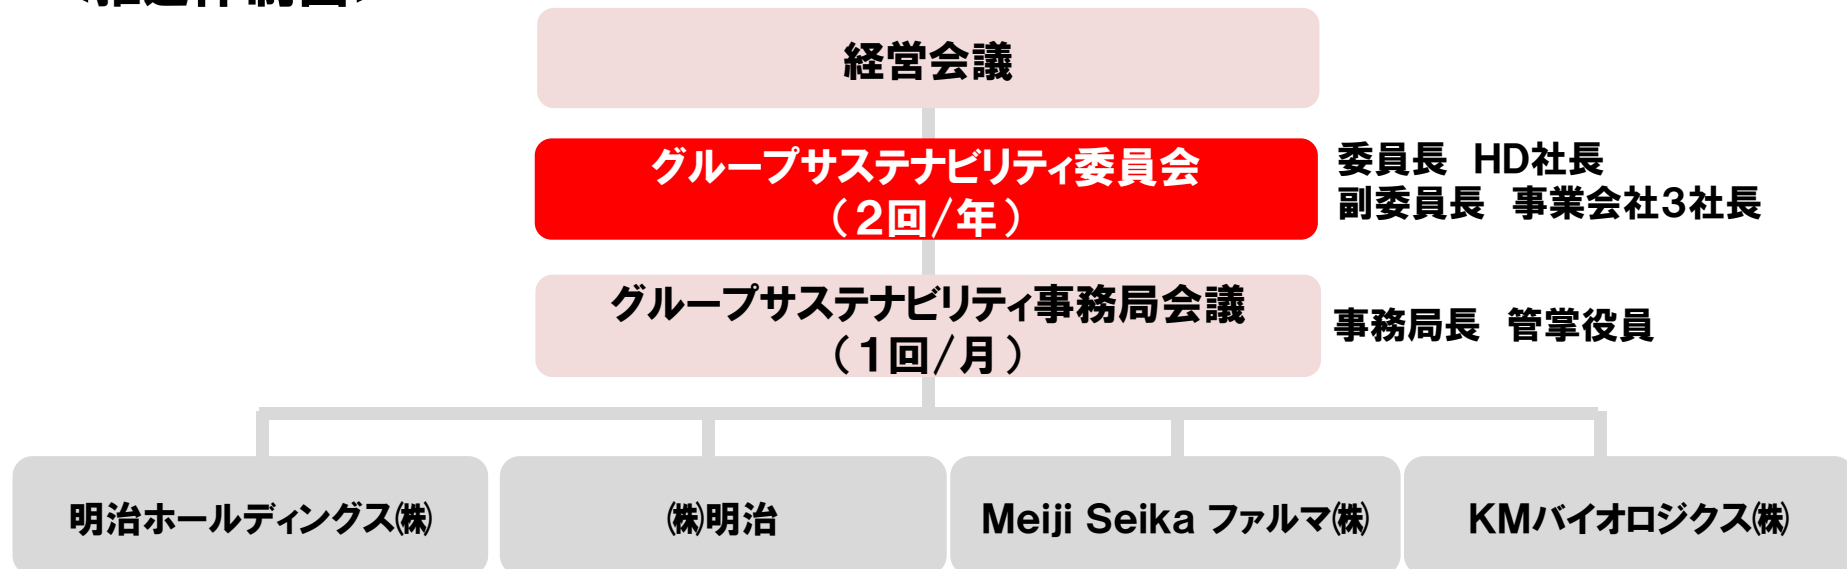 <推進体制図>
経営会議
グループサステナビリティ委員会
（2回/年）
委員長　HD社長
副委員長　事業会社3社長
グループサステナビリティ事務局会議
（1回/月）
事務局長　管掌役員
明治ホールディングス㈱
㈱明治
Meiji Seika ファルマ㈱
KMバイオロジクス㈱